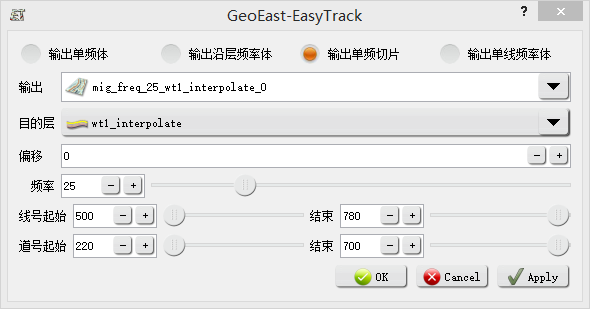 GeoEast-EasyTrack ? ×
输出单频体 输出沿层频率体 输出单频切片 输出单线频率体
输出 mig_freq_25_wt1_interpolate_0
目的层 wt1_interpolate
偏移 0 - +
频率 25 - +
线号起始 500 - + 结束 780 - +
道号起始 220 - + 结束 700 - +
OK Cancel Apply